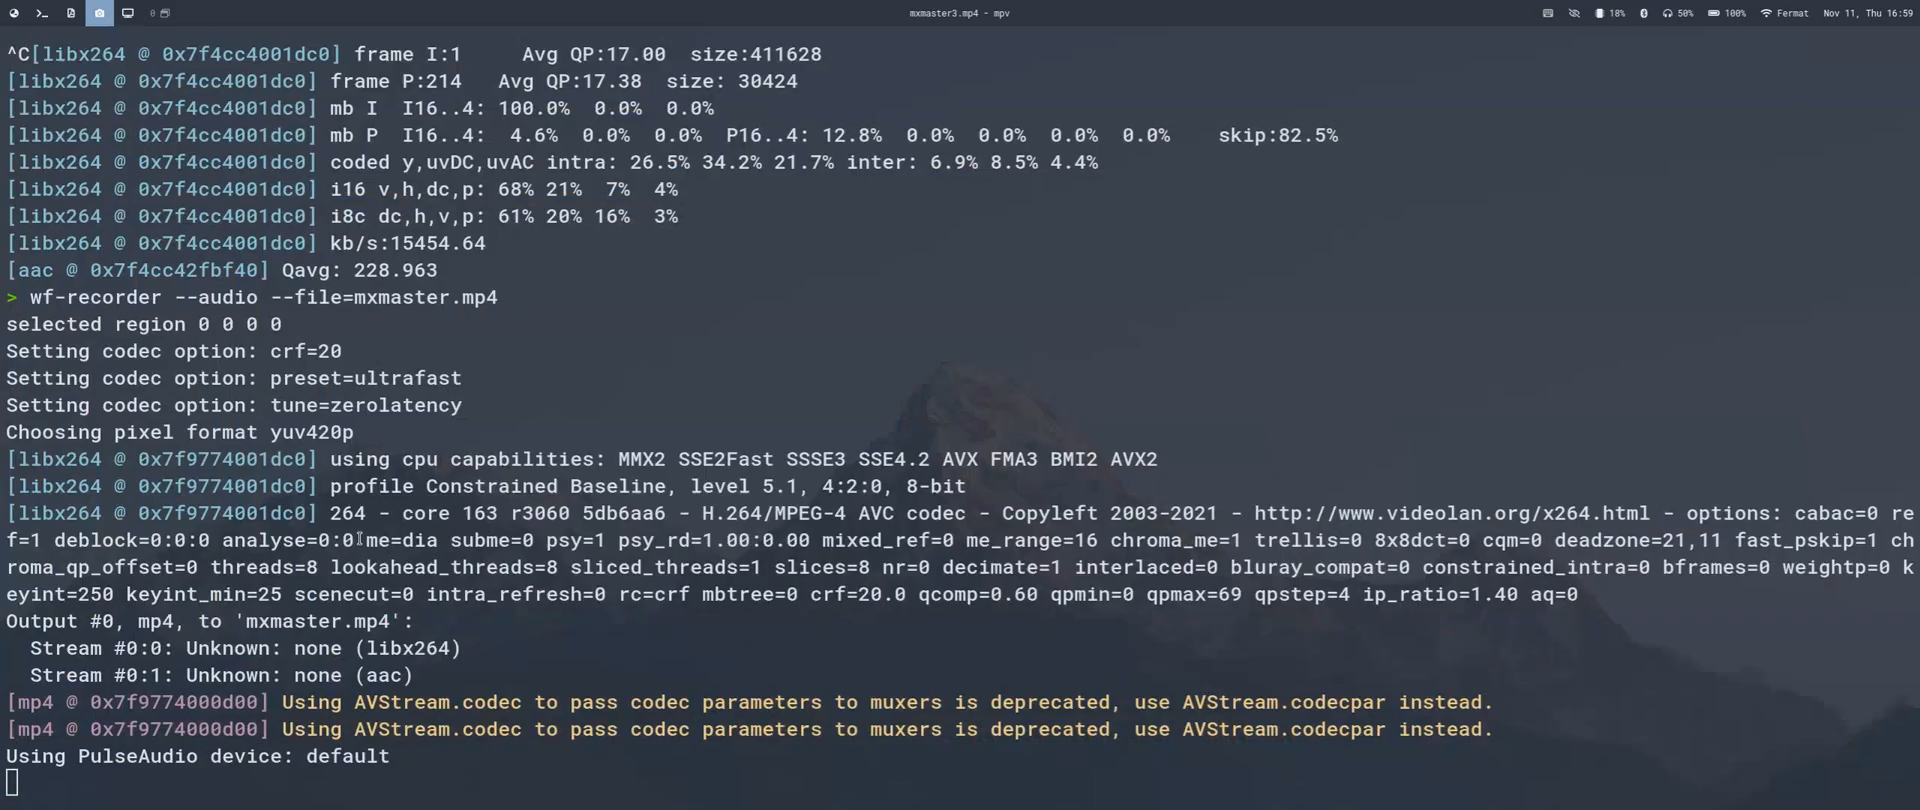 0 mxmaster3.mp4 - mpv 18% 50% 100% Fermat Nov 11, Thu 16:59
^C[libx264 @ 0x7f4cc4001dc0] frame I:1     Avg QP:17.00  size:411628
[libx264 @ 0x7f4cc4001dc0] frame P:214   Avg QP:17.38  size: 30424
[libx264 @ 0x7f4cc4001dc0] mb I  I16..4: 100.0%  0.0%  0.0%
[libx264 @ 0x7f4cc4001dc0] mb P  I16..4:  4.6%  0.0%  0.0%  P16..4: 12.8%  0.0%  0.0%  0.0%  0.0%    skip:82.5%
[libx264 @ 0x7f4cc4001dc0] coded y,uvDC,uvAC intra: 26.5% 34.2% 21.7% inter: 6.9% 8.5% 4.4%
[libx264 @ 0x7f4cc4001dc0] i16 v,h,dc,p: 68% 21%  7%  4%
[libx264 @ 0x7f4cc4001dc0] i8c dc,h,v,p: 61% 20% 16%  3%
[libx264 @ 0x7f4cc4001dc0] kb/s:15454.64
[aac @ 0x7f4cc42fbf40] Qavg: 228.963
> wf-recorder --audio --file=mxmaster.mp4
selected region 0 0 0 0
Setting codec option: crf=20
Setting codec option: preset=ultrafast
Setting codec option: tune=zerolatency
Choosing pixel format yuv420p
[libx264 @ 0x7f9774001dc0] using cpu capabilities: MMX2 SSE2Fast SSSE3 SSE4.2 AVX FMA3 BMI2 AVX2
[libx264 @ 0x7f9774001dc0] profile Constrained Baseline, level 5.1, 4:2:0, 8-bit
[libx264 @ 0x7f9774001dc0] 264 - core 163 r3060 5db6aa6 - H.264/MPEG-4 AVC codec - Copyleft 2003-2021 - http://www.videolan.org/x264.html - options: cabac=0 re
f=1 deblock=0:0:0 analyse=0:0 me=dia subme=0 psy=1 psy_rd=1.00:0.00 mixed_ref=0 me_range=16 chroma_me=1 trellis=0 8x8dct=0 cqm=0 deadzone=21,11 fast_pskip=1 ch
roma_qp_offset=0 threads=8 lookahead_threads=8 sliced_threads=1 slices=8 nr=0 decimate=1 interlaced=0 bluray_compat=0 constrained_intra=0 bframes=0 weightp=0 k
eyint=250 keyint_min=25 scenecut=0 intra_refresh=0 rc=crf mbtree=0 crf=20.0 qcomp=0.60 qpmin=0 qpmax=69 qpstep=4 ip_ratio=1.40 aq=0
Output #0, mp4, to 'mxmaster.mp4':
  Stream #0:0: Unknown: none (libx264)
  Stream #0:1: Unknown: none (aac)
[mp4 @ 0x7f9774000d00] Using AVStream.codec to pass codec parameters to muxers is deprecated, use AVStream.codecpar instead.
[mp4 @ 0x7f9774000d00] Using AVStream.codec to pass codec parameters to muxers is deprecated, use AVStream.codecpar instead.
Using PulseAudio device: default